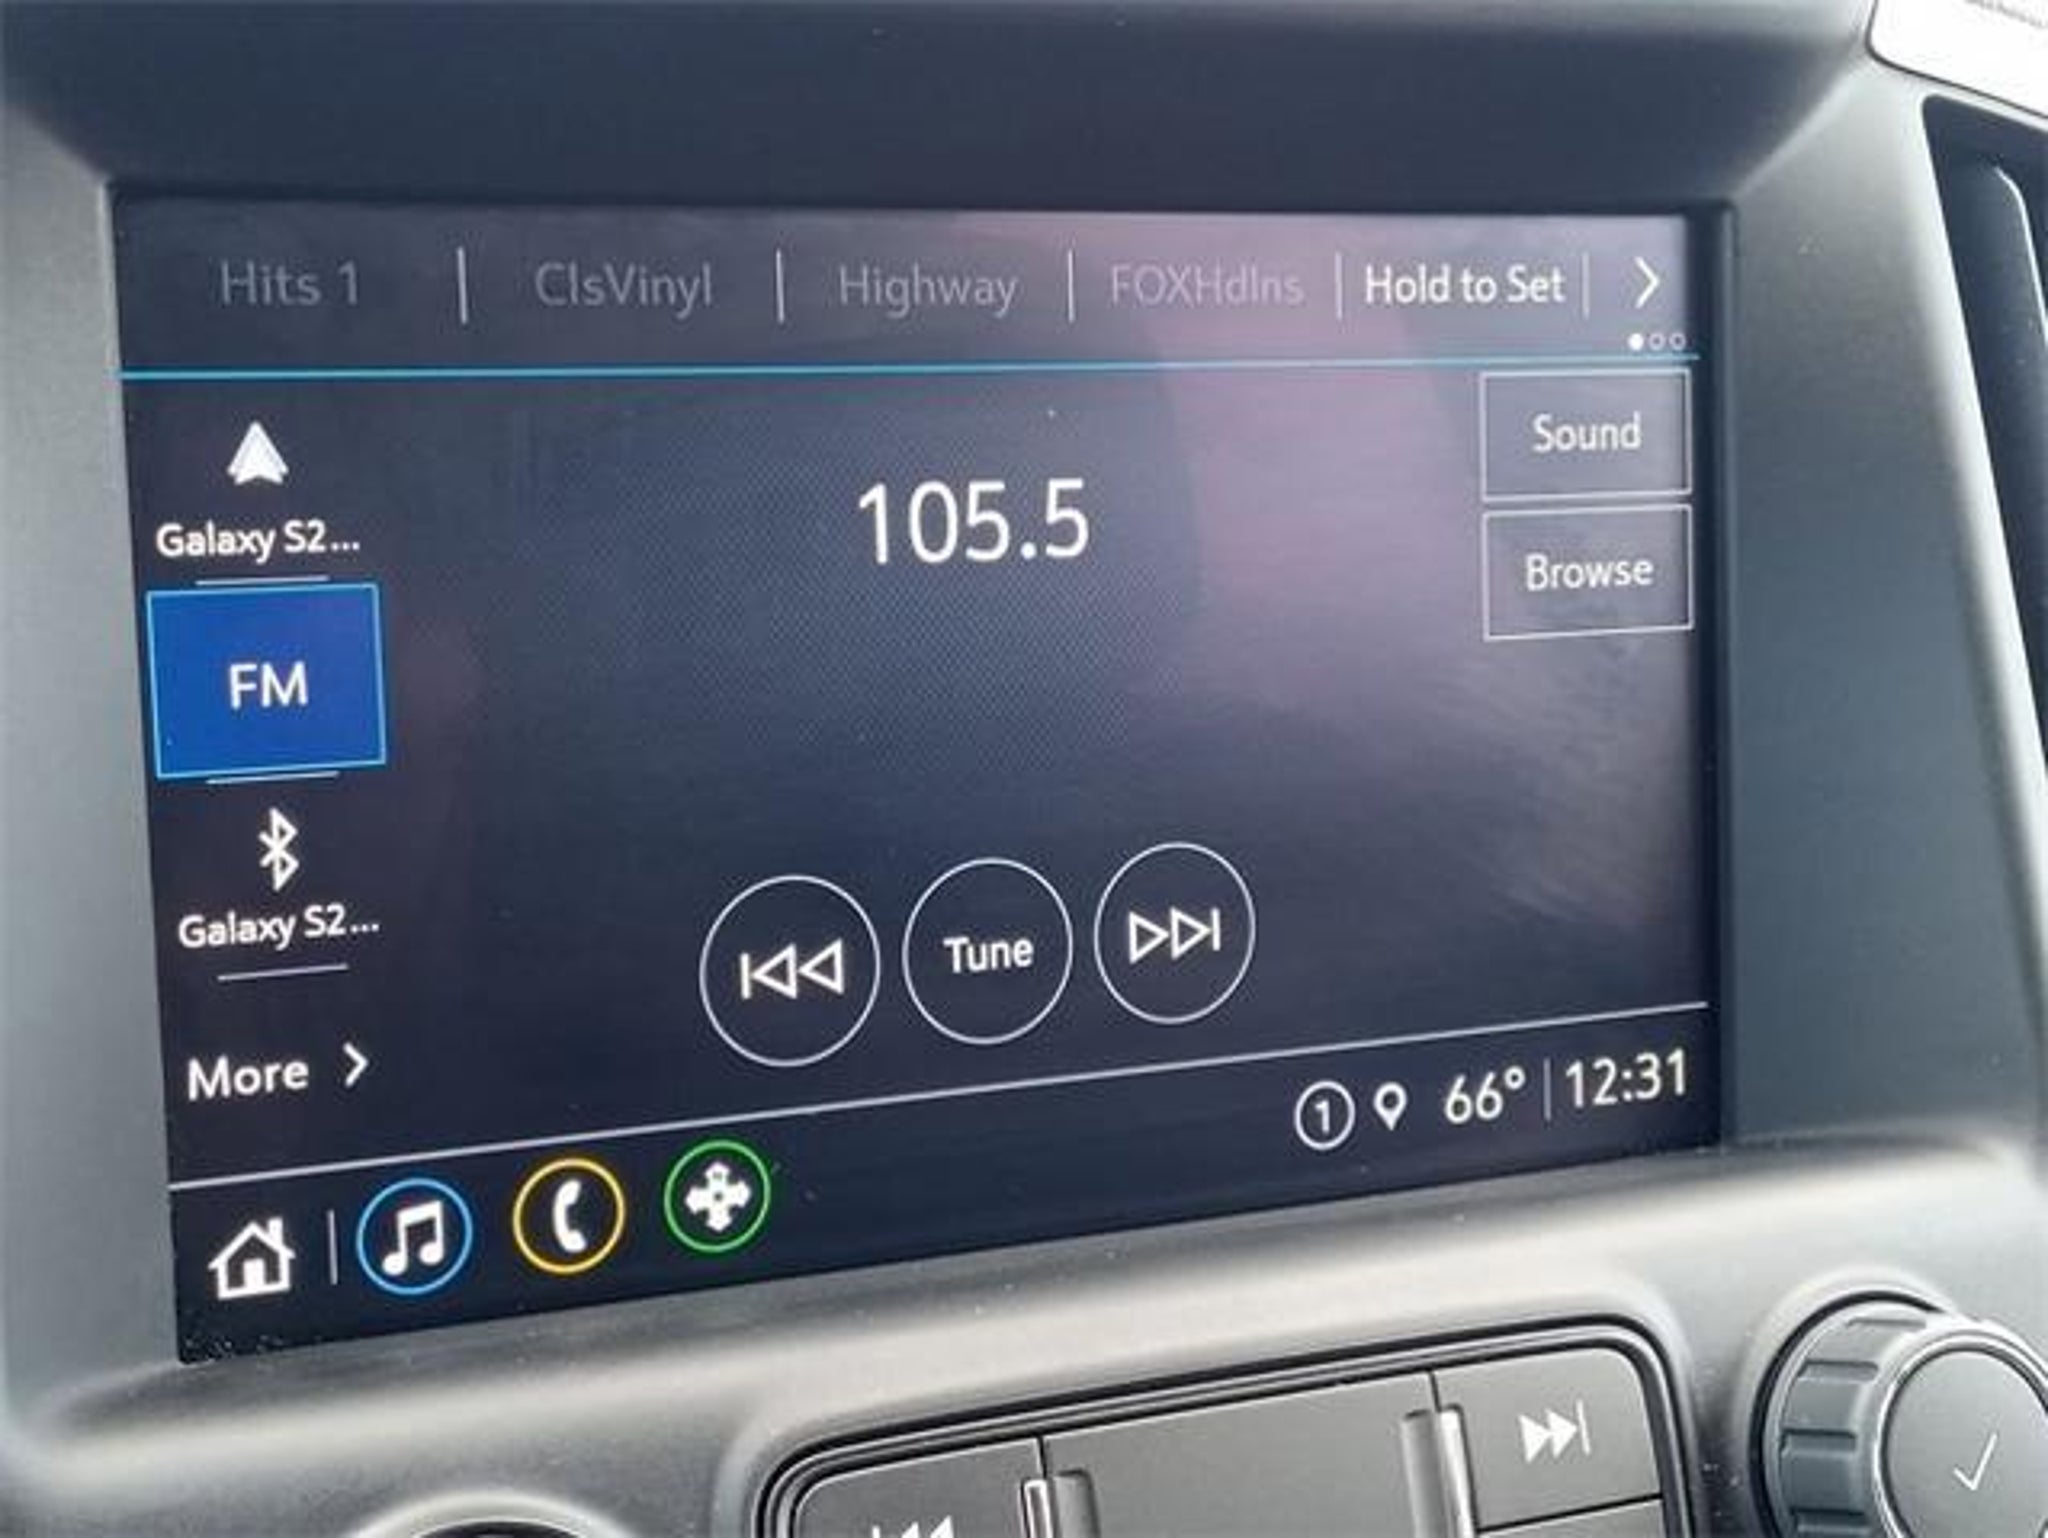 Hits 1
ClsVinyl
Highway
FOXHdlns
Hold to Set
Galaxy S2...
FM
Galaxy S2...
More
105.5
Sound
Browse
Tune
1
66°
12:31